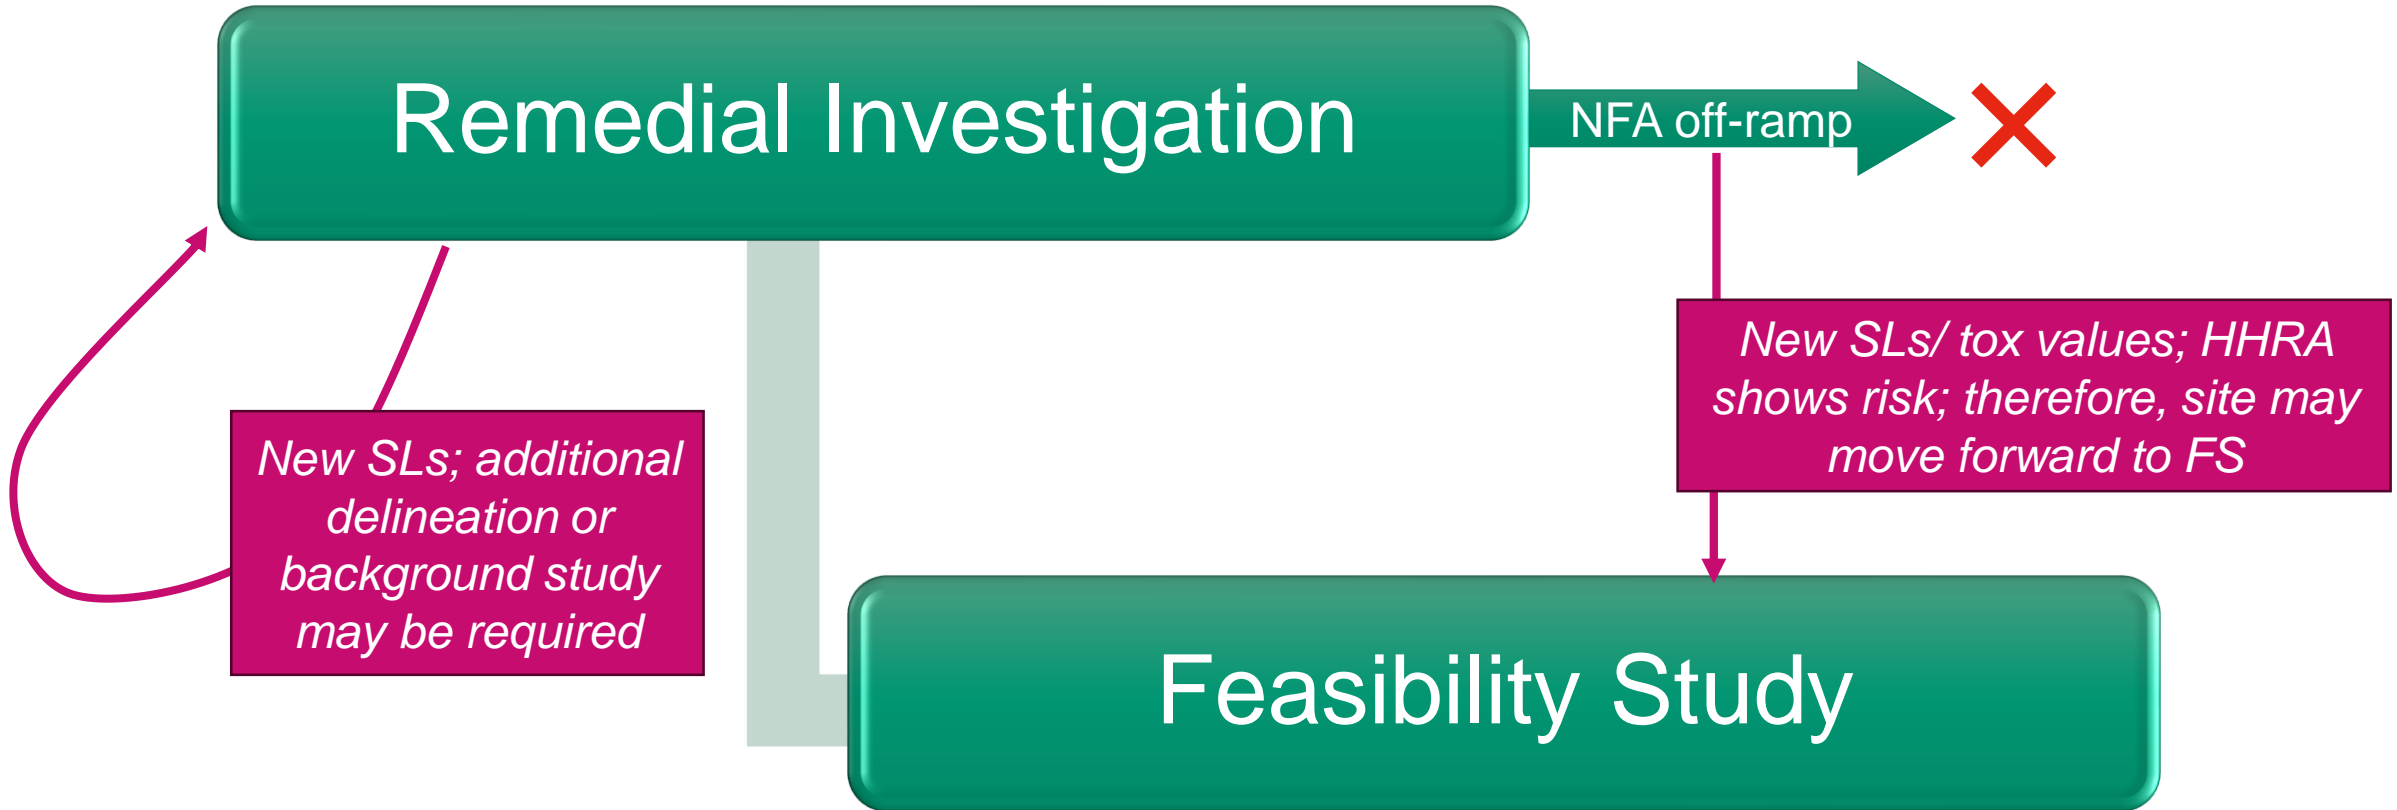 Remedial Investigation
NFA off-ramp
New SLs/ tox values; HHRA
shows risk; therefore, site may
move forward to FS
New SLs; additional
delineation or
background study
may be required
Feasibility Study